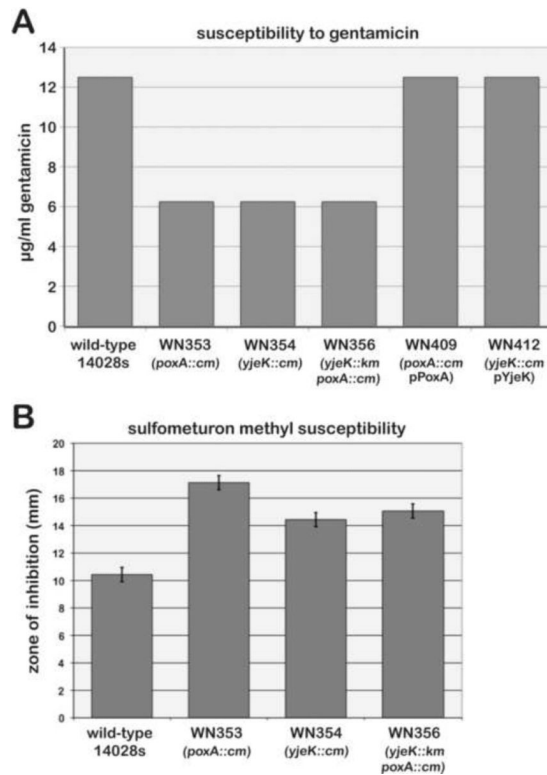 A
susceptibility to gentamicin
14
12
10
8
6
4
2
0
µg/ml gentamicin
wild-type WN353 WN354 WN356 WN409 WN412
14028s (poxA::cm) (yjeK::cm) (yjeK::km (poxA::cm (yjeK::cm
poxA::cm) pPoxA) pYjeK)
B
sulfometuron methyl susceptibility
20
18
16
14
12
10
8
6
4
2
0
zone of inhibition (mm)
wild-type WN353 WN354 WN356
14028s (poxA::cm) (yjeK::cm) (yjeK::km
poxA::cm)